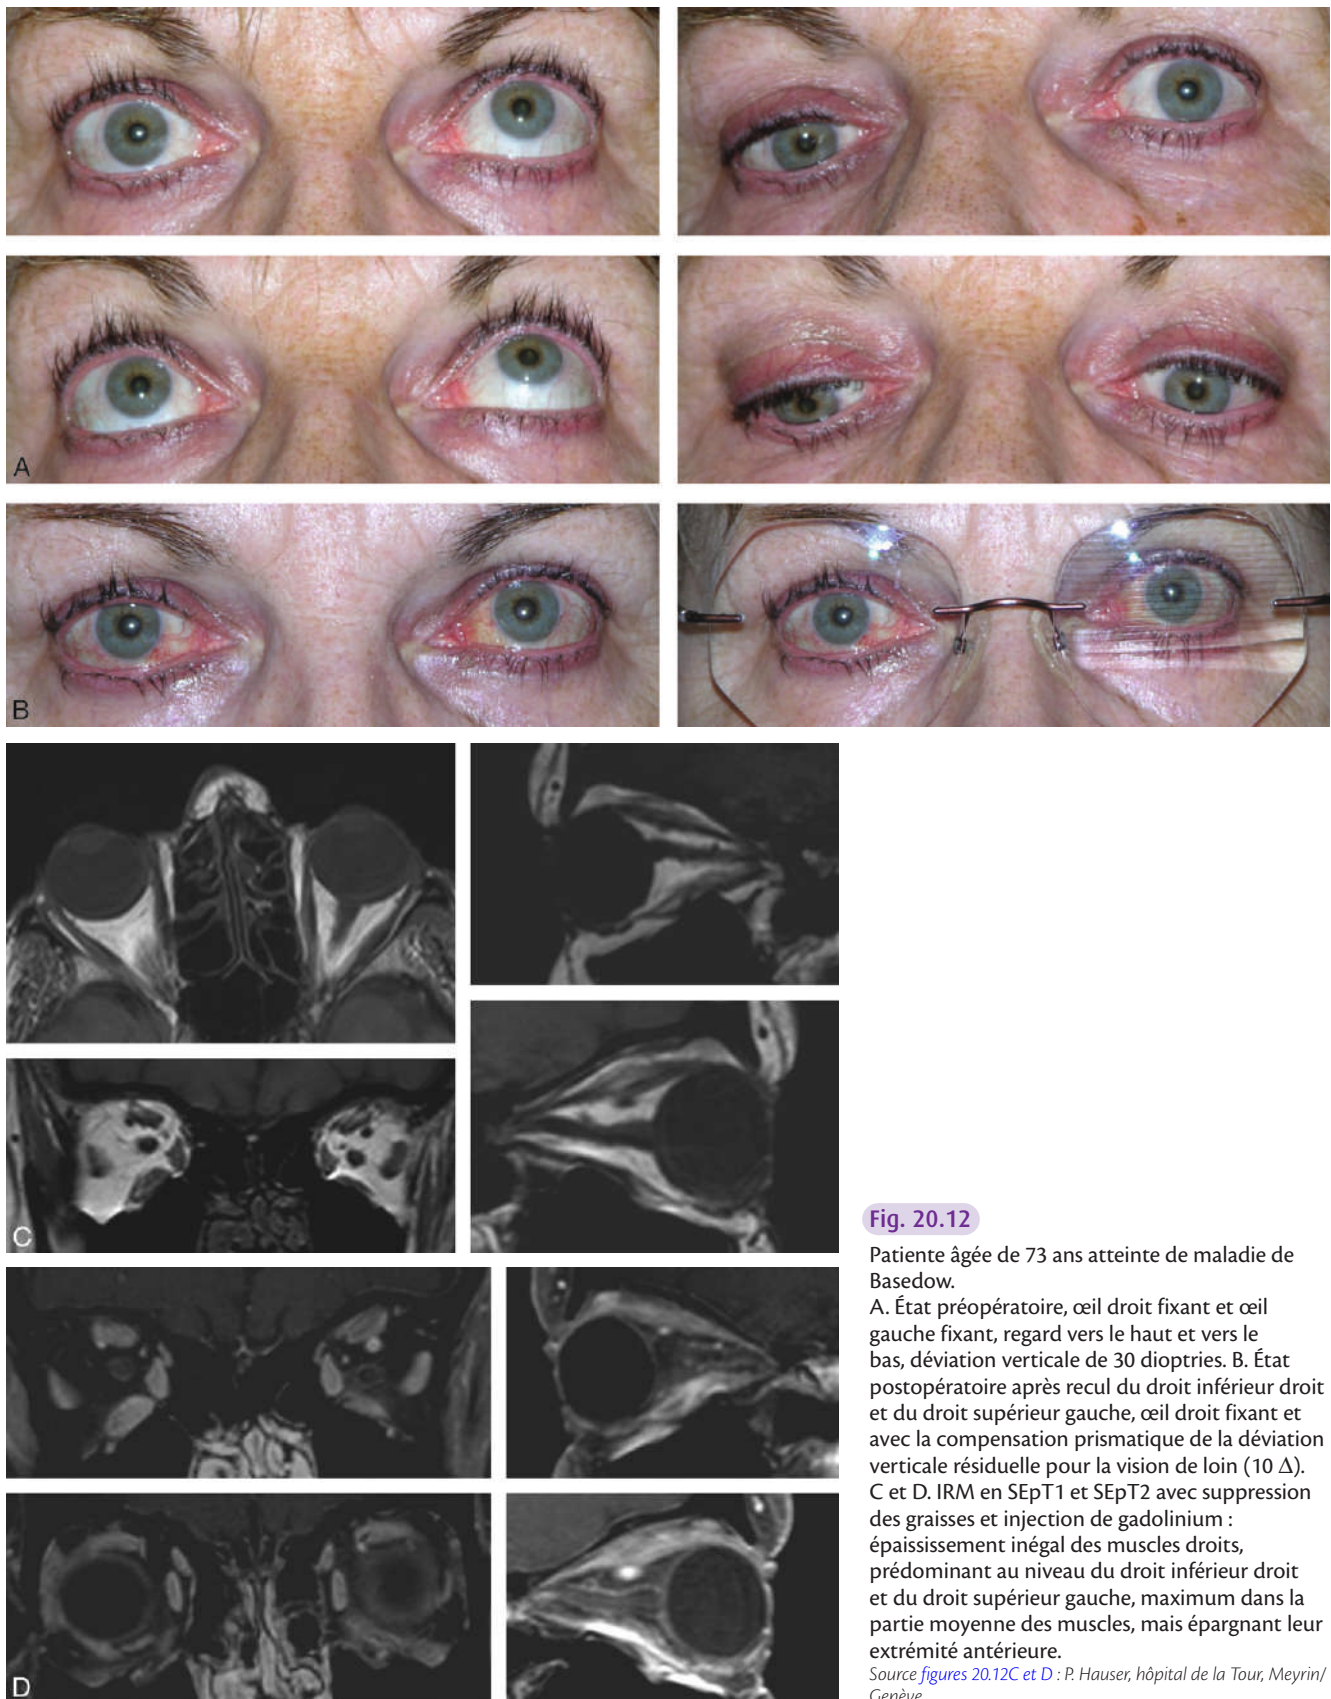 A
B
C
D
Fig. 20.12
Patiente âgée de 73 ans atteinte de maladie de
Basedow.
A. État préopératoire, œil droit fixant et œil
gauche fixant, regard vers le haut et vers le
bas, déviation verticale de 30 dioptries. B. État
postopératoire après recul du droit inférieur droit
et du droit supérieur gauche, œil droit fixant et
avec la compensation prismatique de la déviation
verticale résiduelle pour la vision de loin (10 Δ).
C et D. IRM en SEpT1 et SEpT2 avec suppression
des graisses et injection de gadolinium :
épaississement inégal des muscles droits,
prédominant au niveau du droit inférieur droit
et du droit supérieur gauche, maximum dans la
partie moyenne des muscles, mais épargnant leur
extrémité antérieure.
Source figures 20.12C et D : P. Hauser, hôpital de la Tour, Meyrin/
Genève